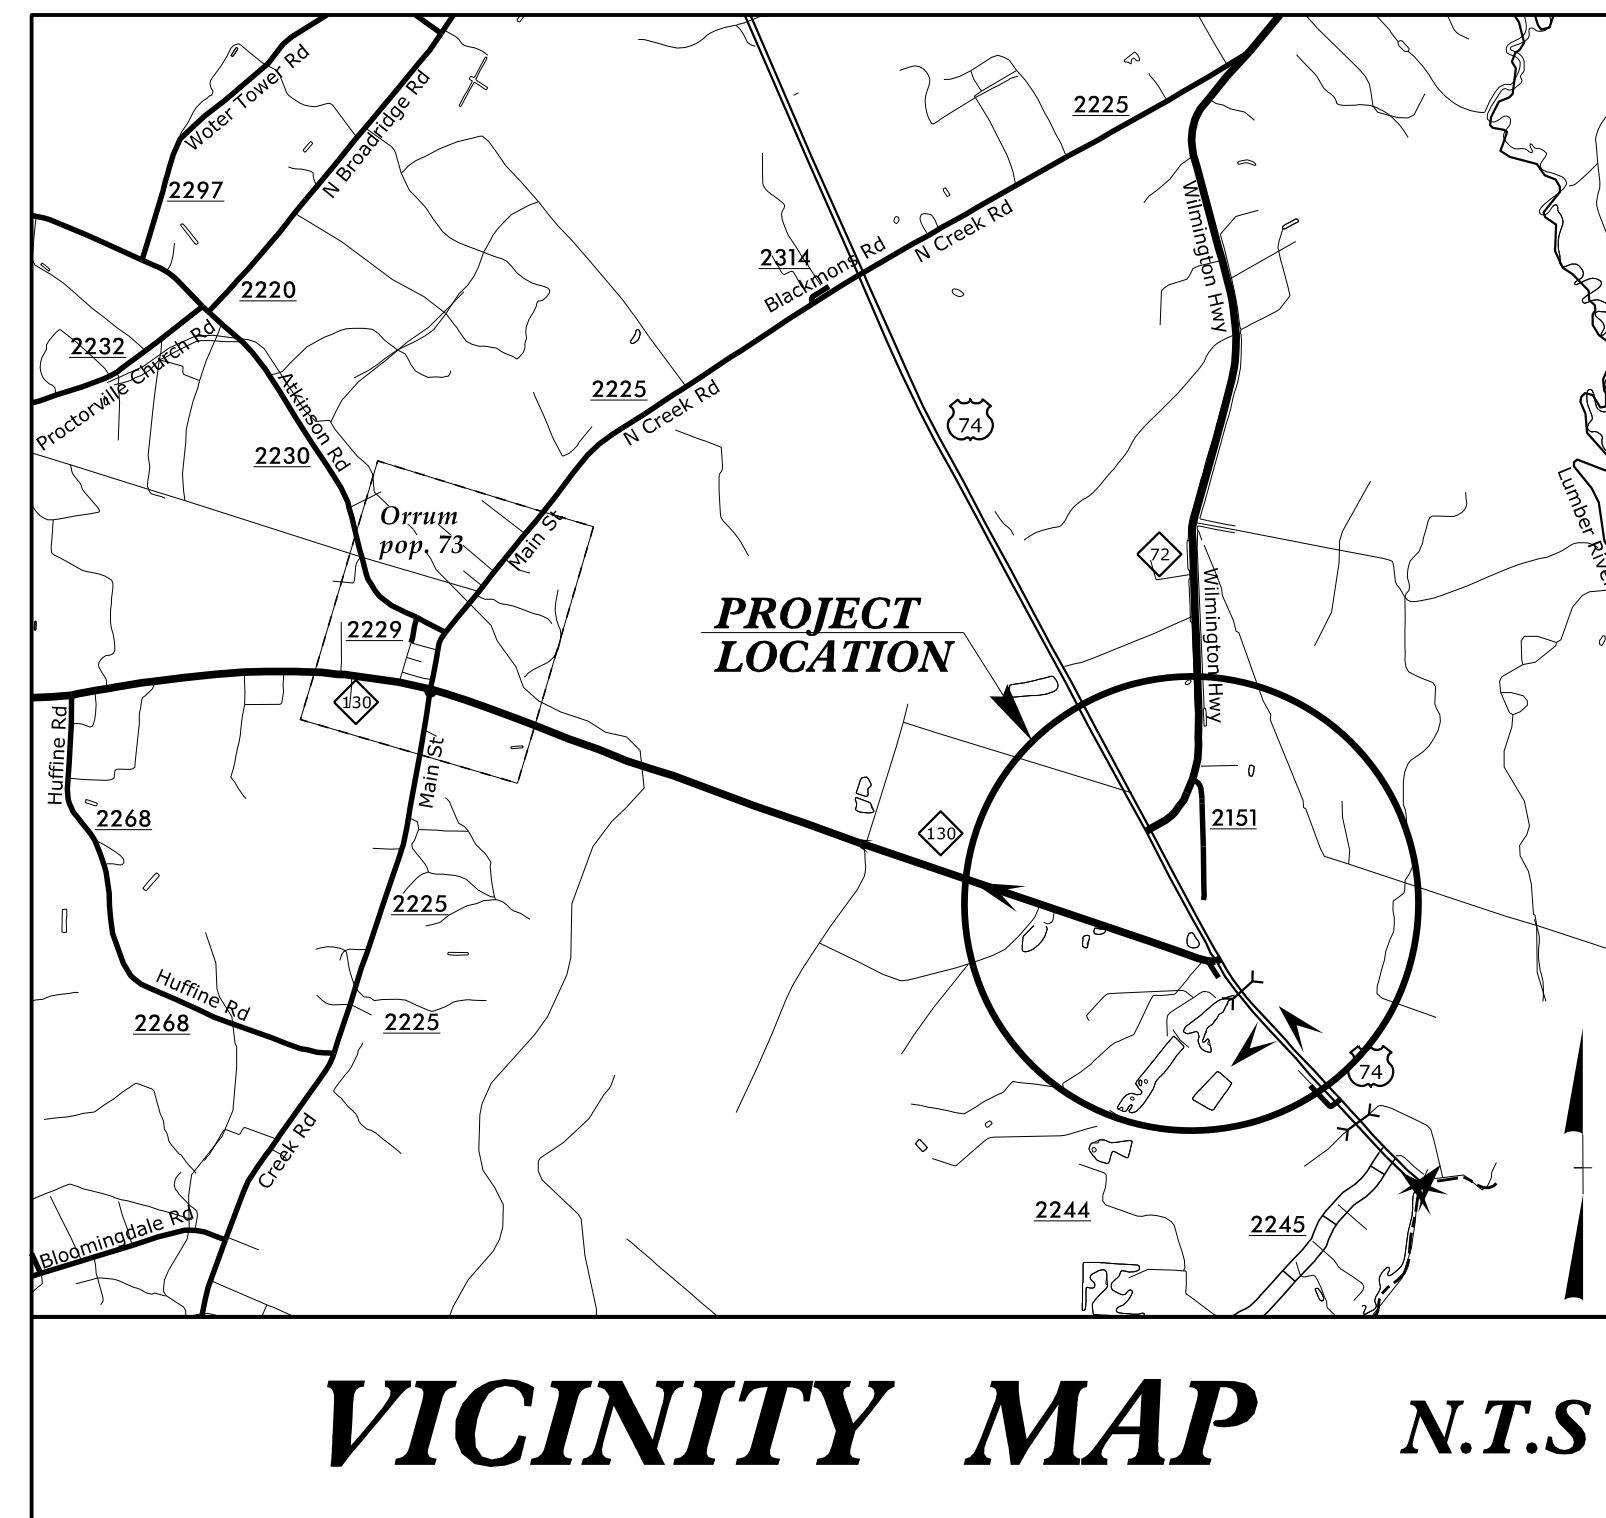 Woter Tower Rd
N Broadridge Rd
2225
2297
Wilmington Hwy
N Creek Rd
2314
Blackmons Rd
2220
2232
Proctorville Church Rd
2225
N Creek Rd
Atkinson Rd
74
2230
Lumber River
Orrum
pop. 73
Main St
72
Wilmington Hwy
PROJECT
LOCATION
2229
130
Huffine Rd
Main St
2268
130
2151
2225
Huffine Rd
2268
2225
74
Creek Rd
2244
2245
Bloomingdale Rd
VICINITY MAP
N.T.S